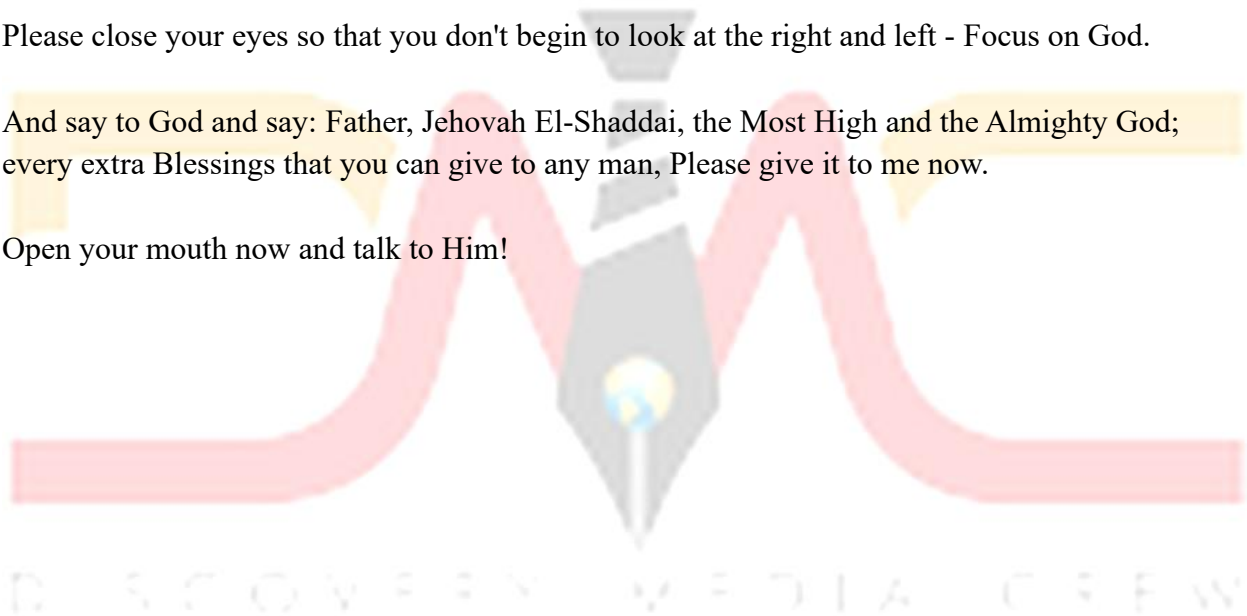 Please close your eyes so that you don't begin to look at the right and left - Focus on God.
And say to God and say: Father, Jehovah El-Shaddai, the Most High and the Almighty God;
every extra Blessings that you can give to any man, Please give it to me now.
Open your mouth now and talk to Him!
DISCOVERY MEDIA CREW